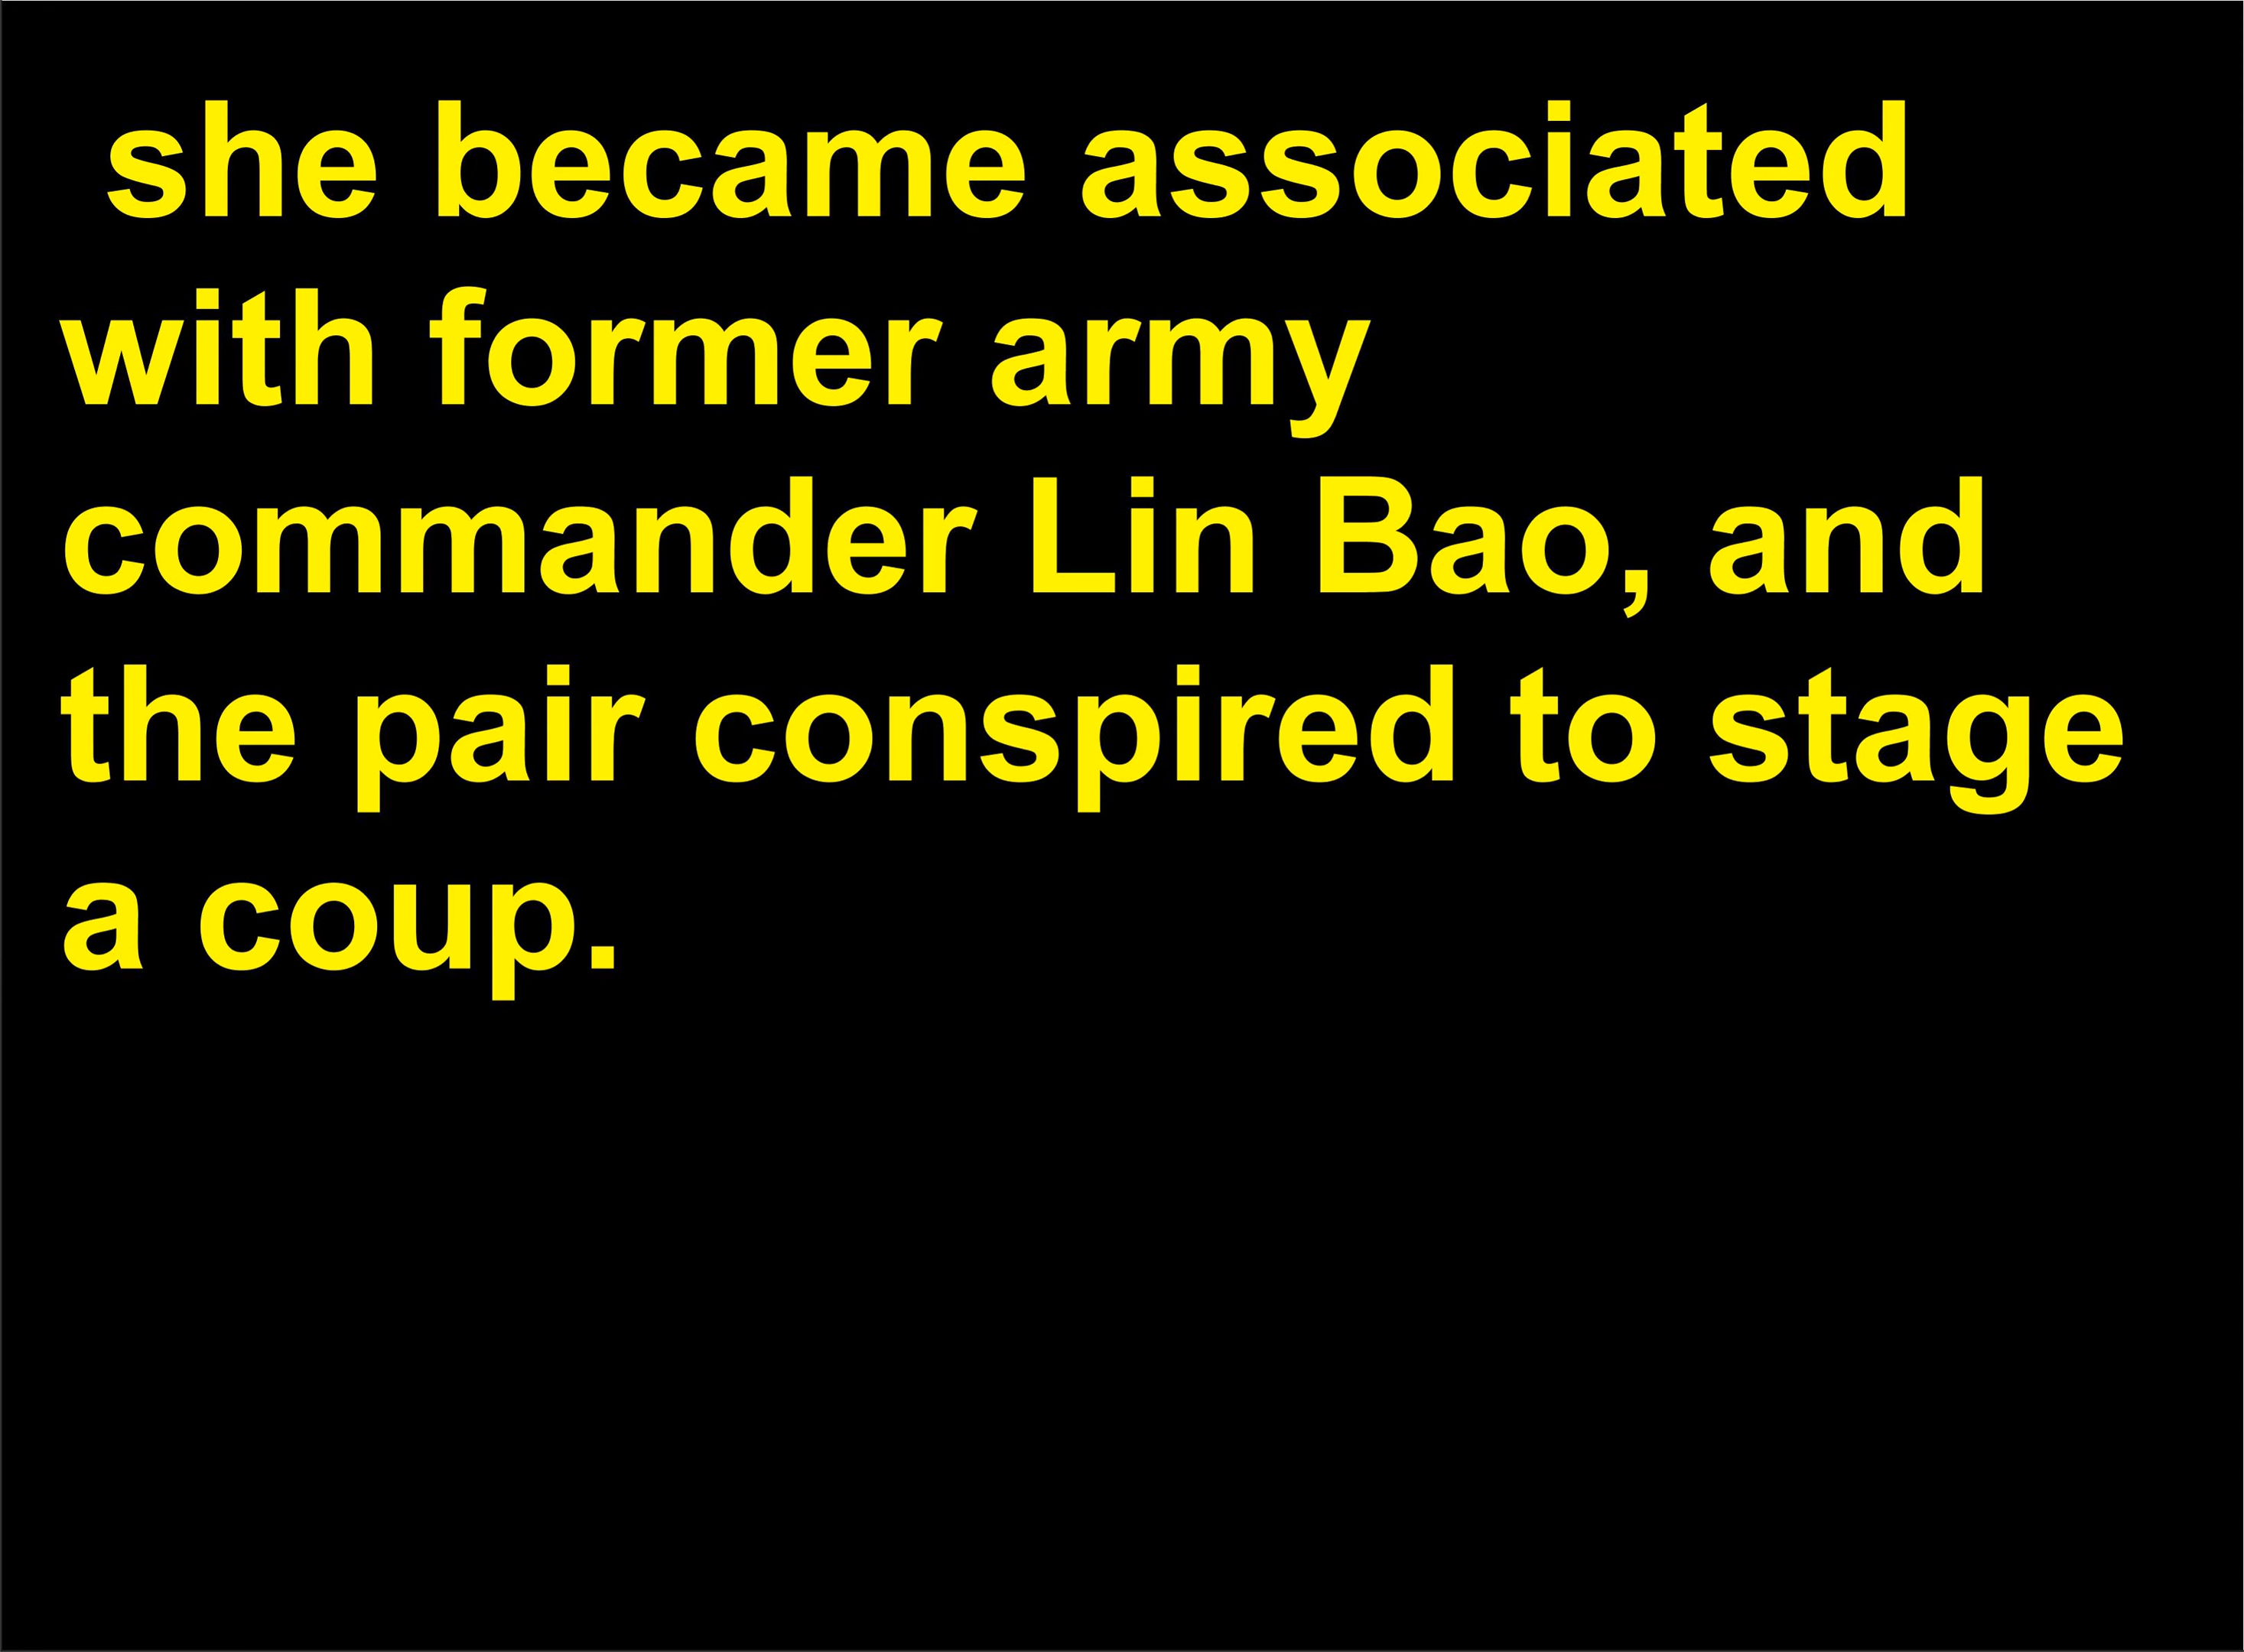 she became associated
with former army
commander Lin Bao, and
the pair conspired to stage
a coup.